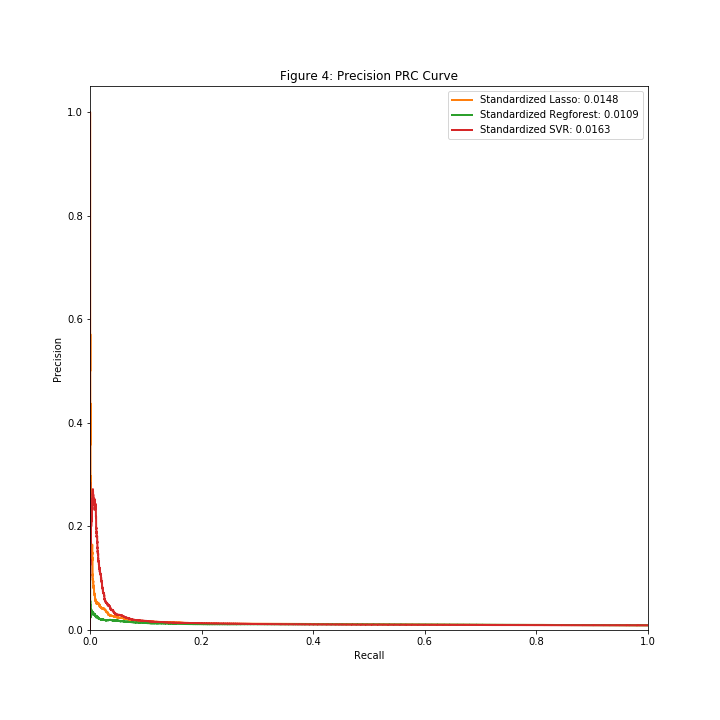 Figure 4: Precision PRC Curve
Standardized Lasso: 0.0148
Standardized Regforest: 0.0109
Standardized SVR: 0.0163
Precision
1.0
0.8
0.6
0.4
0.2
0.0
0.0 0.2 0.4 0.6 0.8 1.0
Recall